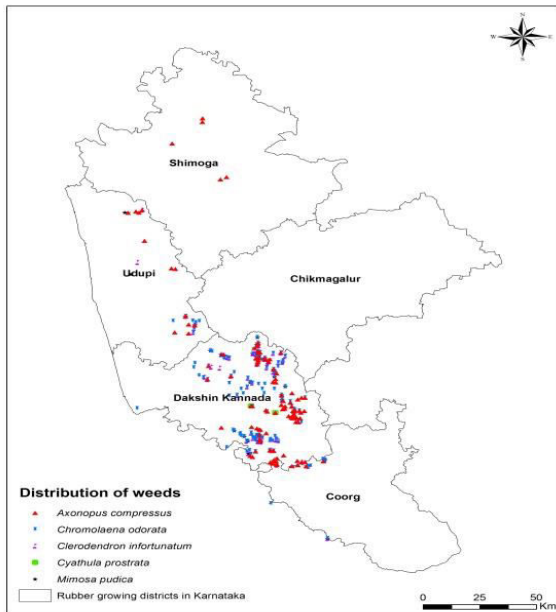 N
W
E
S
Shimoga
Udupi
Chikmagalur
Dakshin Kannada
Coorg
Distribution of weeds
Axonopus compressus
Chromolaena odorata
Clerodendron infortunatum
Cyathula prostrata
Mimosa pudica
Rubber growing districts in Karnataka
0 25 50
Km